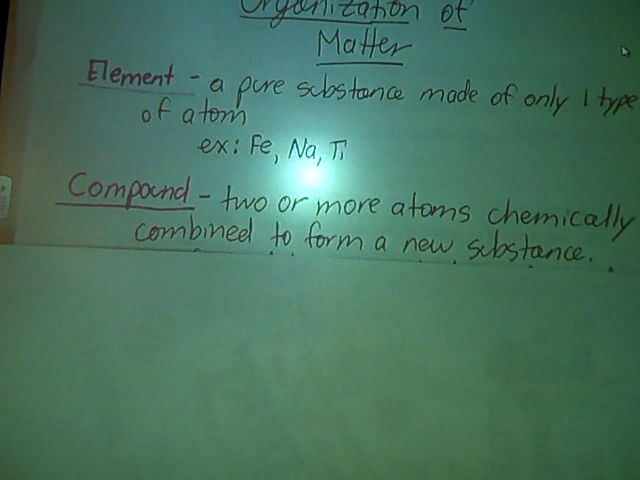 Organization of
Matter
Element - a pure substance made of only 1 type
of atom
ex: Fe, Na, Ti
Compound - two or more atoms chemically
combined to form a new substance.